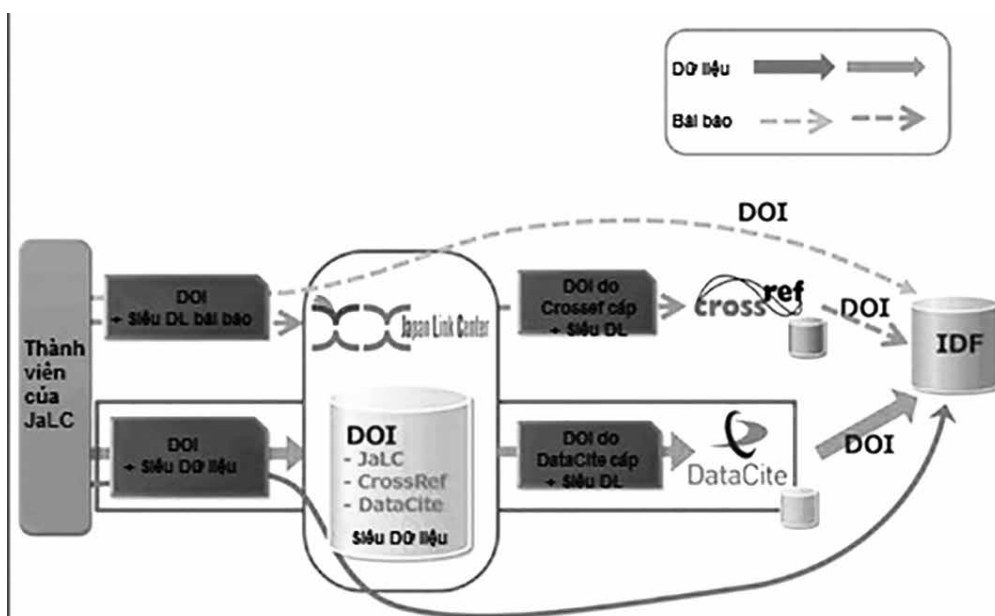 Dữ liệu
Bài báo
DOI
Thành
viên
của
JaLC
DOI
+ Siêu DL bài báo
Japan Link Center
DOI do
Crossef cấp
+ Siêu DL
cross
ref
DOI
IDF
DOI
+ Siêu Dữ liệu
DOI
- JaLC
- CrossRef
- DataCite
Siêu Dữ liệu
DOI do
DataCite cấp
+ Siêu DL
DataCite
DOI